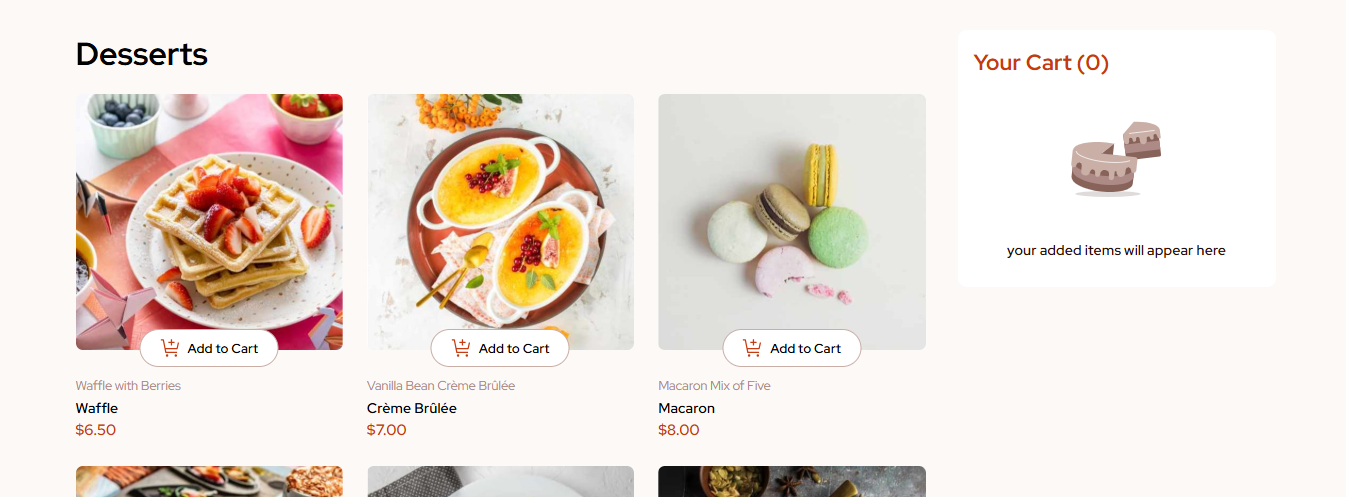 Desserts
Your Cart (0)
your added items will appear here
Add to Cart
Add to Cart
Add to Cart
Waffle with Berries
Vanilla Bean Crème Brûlée
Macaron Mix of Five
Waffle
Crème Brûlée
Macaron
$6.50
$7.00
$8.00